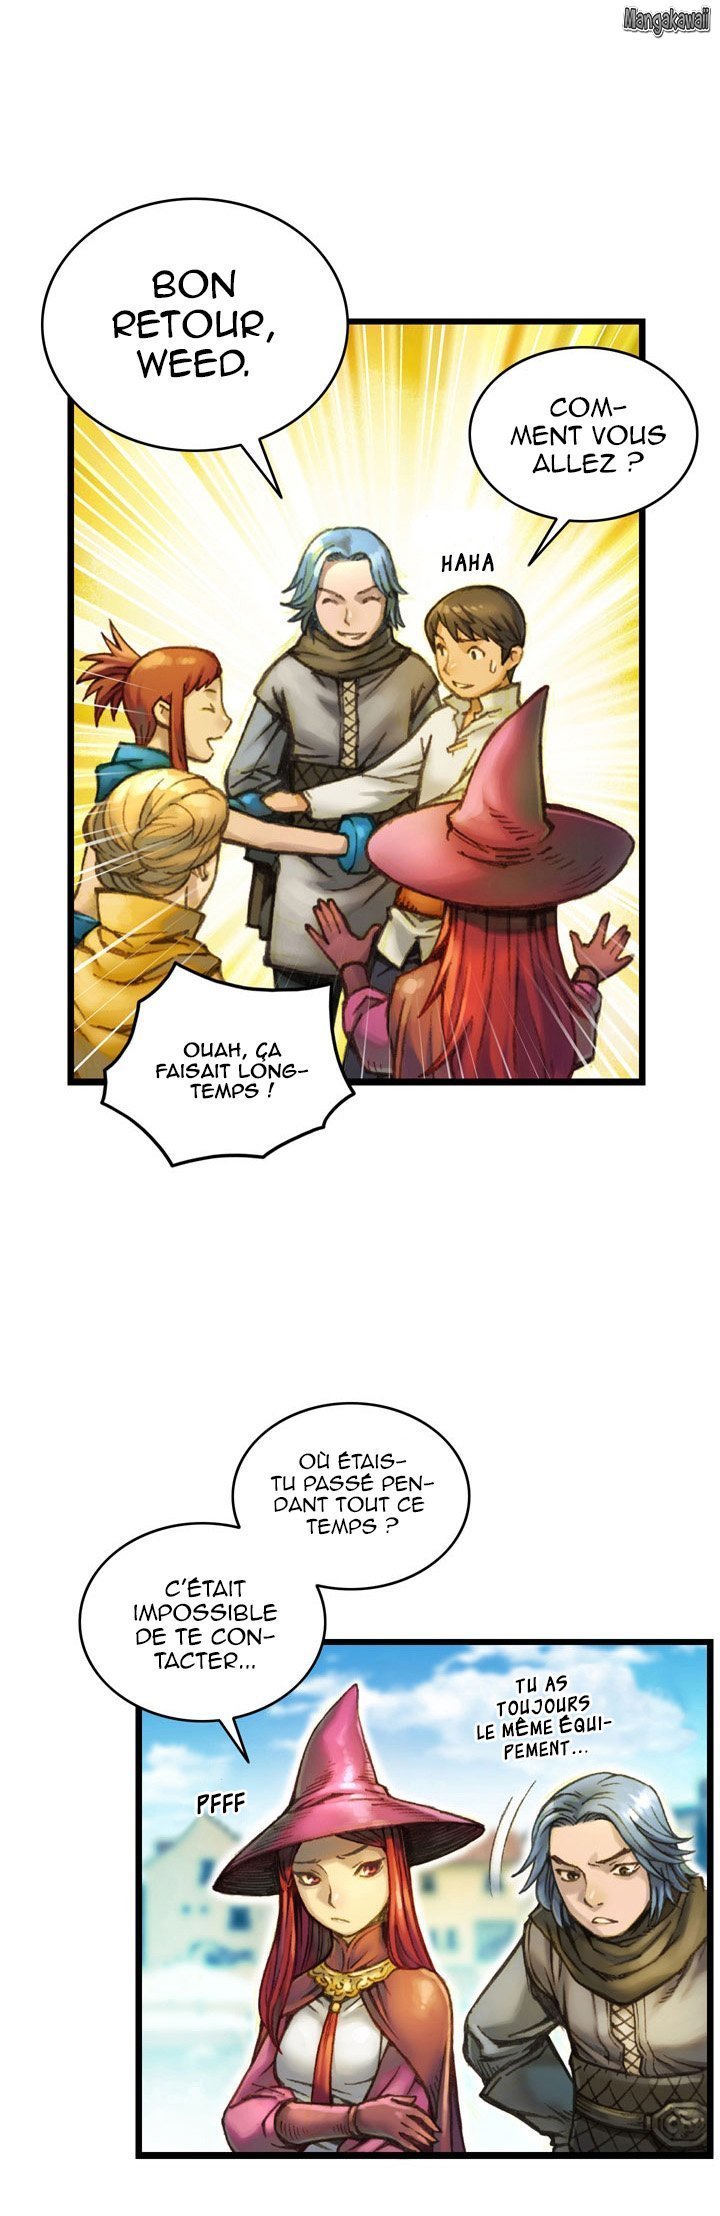 Mangakawaii
BON
RETOUR,
WEED.
COM-
MENT VOUS
ALLEZ ?
HAHA
OUAH, ÇA
FAISAIT LONG-
TEMPS !
OÙ ÉTAIS-
TU PASSÉ PEN-
DANT TOUT CE
TEMPS ?
C'ÉTAIT
IMPOSSIBLE
DE TE CON-
TACTER...
TU AS
TOUJOURS
LE MÊME ÉQUI-
PEMENT...
PFFF